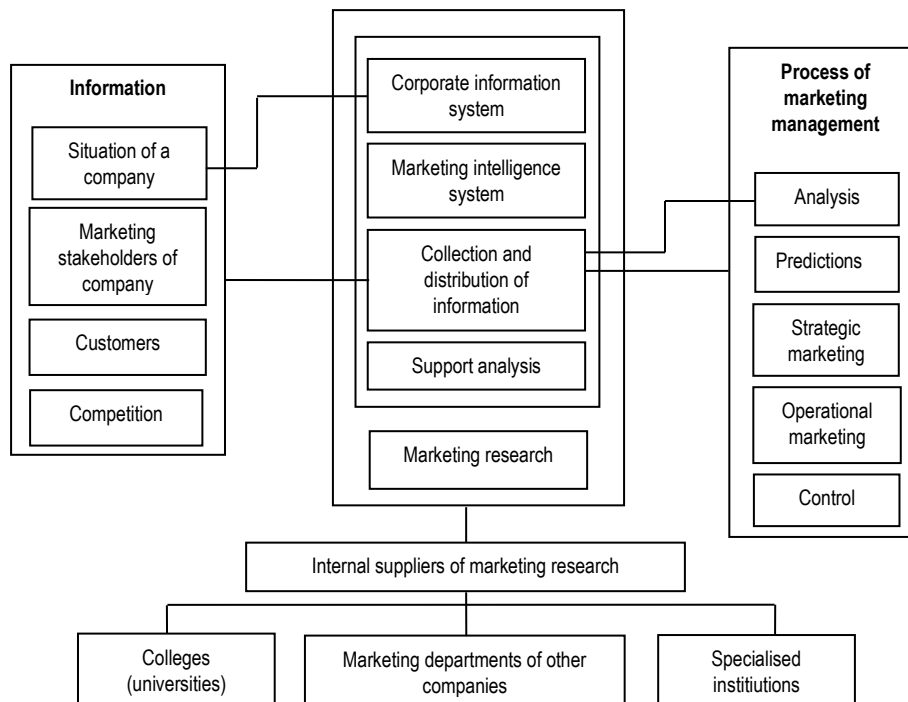 Information
Situation of a
company
Marketing
stakeholders of
company
Customers
Competition
Corporate information
system
Marketing intelligence
system
Collection and
distribution of
information
Support analysis
Marketing research
Process of
marketing
management
Analysis
Predictions
Strategic
marketing
Operational
marketing
Control
Internal suppliers of marketing research
Colleges
(universities)
Marketing departments of other
companies
Specialised
institiutions